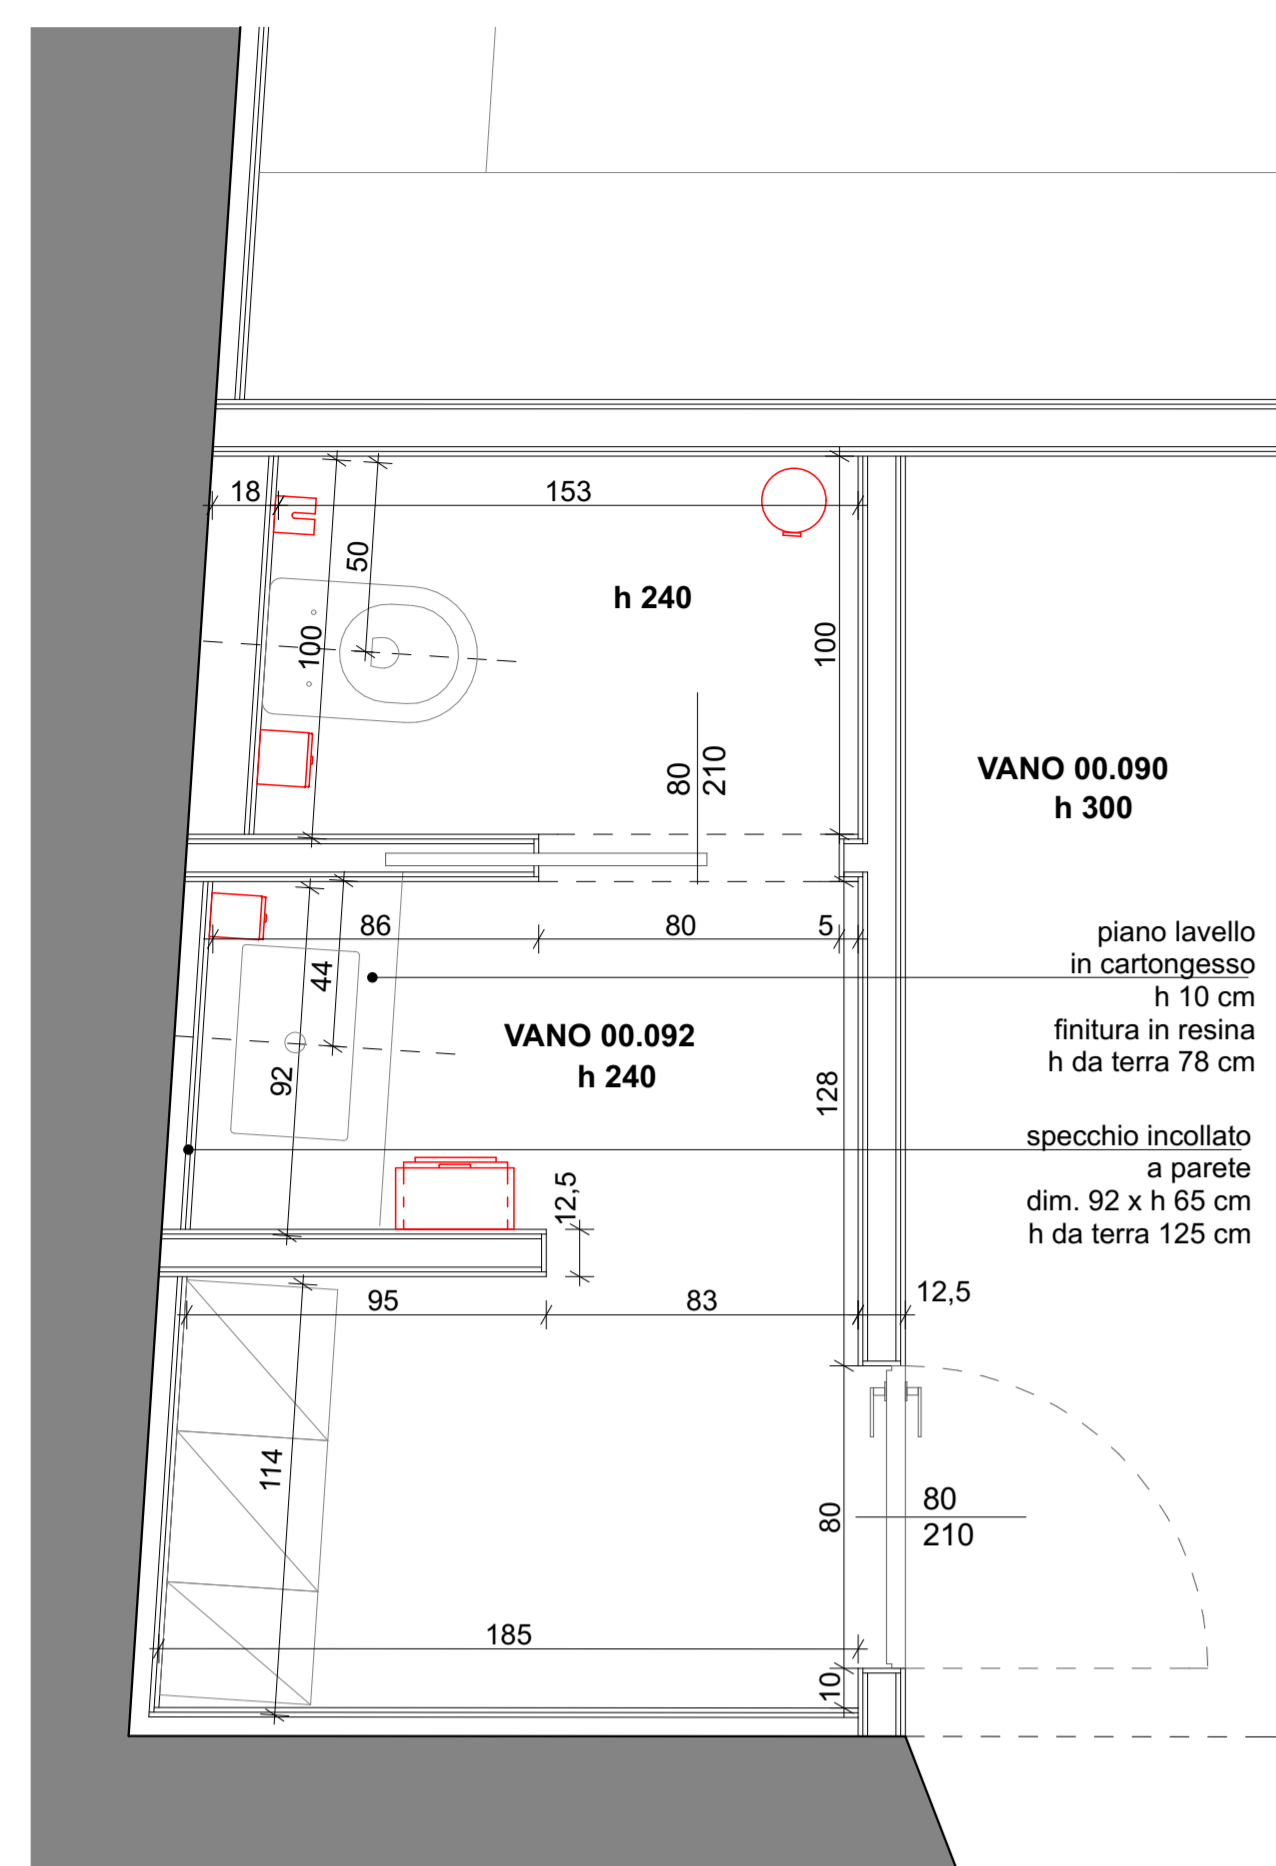 18
153
50
h 240
100
100
80
210
VANO 00.090
h 300
86
80
5
piano lavello
in cartongesso
h 10 cm
finitura in resina
h da terra 78 cm
44
VANO 00.092
h 240
92
128
specchio incollato
a parete
dim. 92 x h 65 cm
h da terra 125 cm
12,5
95
83
12,5
114
80
80
210
185
10